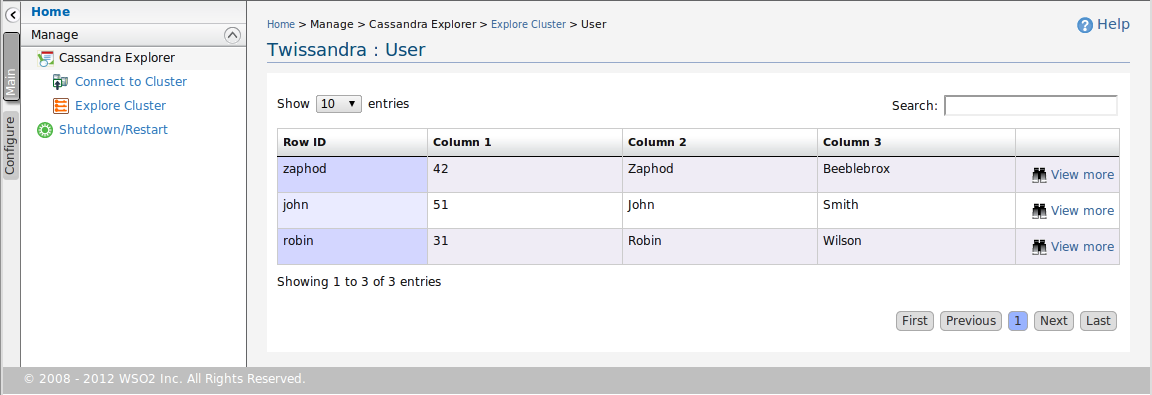 Home
Manage
Cassandra Explorer
Connect to Cluster
Explore Cluster
Shutdown/Restart
Main
Configure
Home > Manage > Cassandra Explorer > Explore Cluster > User
Help
Twissandra : User
Show 10 entries
Search:
Row ID Column 1 Column 2 Column 3
zaphod 42 Zaphod Beeblebrox View more
john 51 John Smith View more
robin 31 Robin Wilson View more
Showing 1 to 3 of 3 entries
First Previous 1 Next Last
© 2008 - 2012 WSO2 Inc. All Rights Reserved.